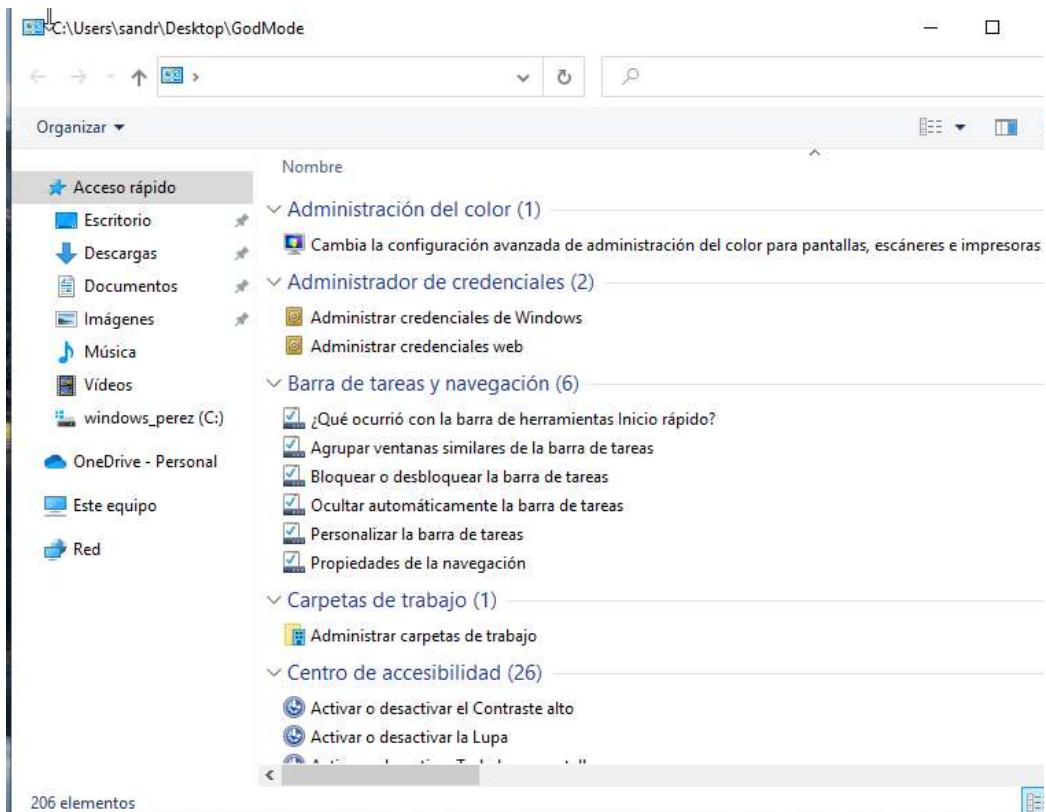 C:\Users\sandr\Desktop\GodMode
Organizar
Nombre
Acceso rápido
Escritorio
Descargas
Documentos
Imágenes
Música
Vídeos
windows_perez (C:)
OneDrive - Personal
Este equipo
Red
Administración del color (1)
Cambia la configuración avanzada de administración del color para pantallas, escáneres e impresoras
Administrador de credenciales (2)
Administrar credenciales de Windows
Administrar credenciales web
Barra de tareas y navegación (6)
¿Qué ocurrió con la barra de herramientas Inicio rápido?
Agrupar ventanas similares de la barra de tareas
Bloquear o desbloquear la barra de tareas
Ocultar automáticamente la barra de tareas
Personalizar la barra de tareas
Propiedades de la navegación
Carpetas de trabajo (1)
Administrar carpetas de trabajo
Centro de accesibilidad (26)
Activar o desactivar el Contraste alto
Activar o desactivar la Lupa
206 elementos